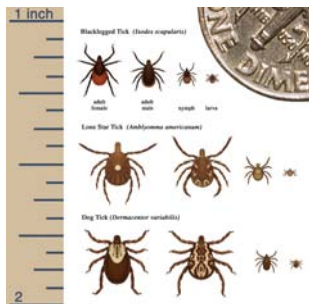 1 inch
Blacklegged Tick (Ixodes scapularis)
ONE DIME
adult female
adult male
nymph
larva
Lone Star Tick (Amblyomma americanum)
Dog Tick (Dermacentor variabilis)
2